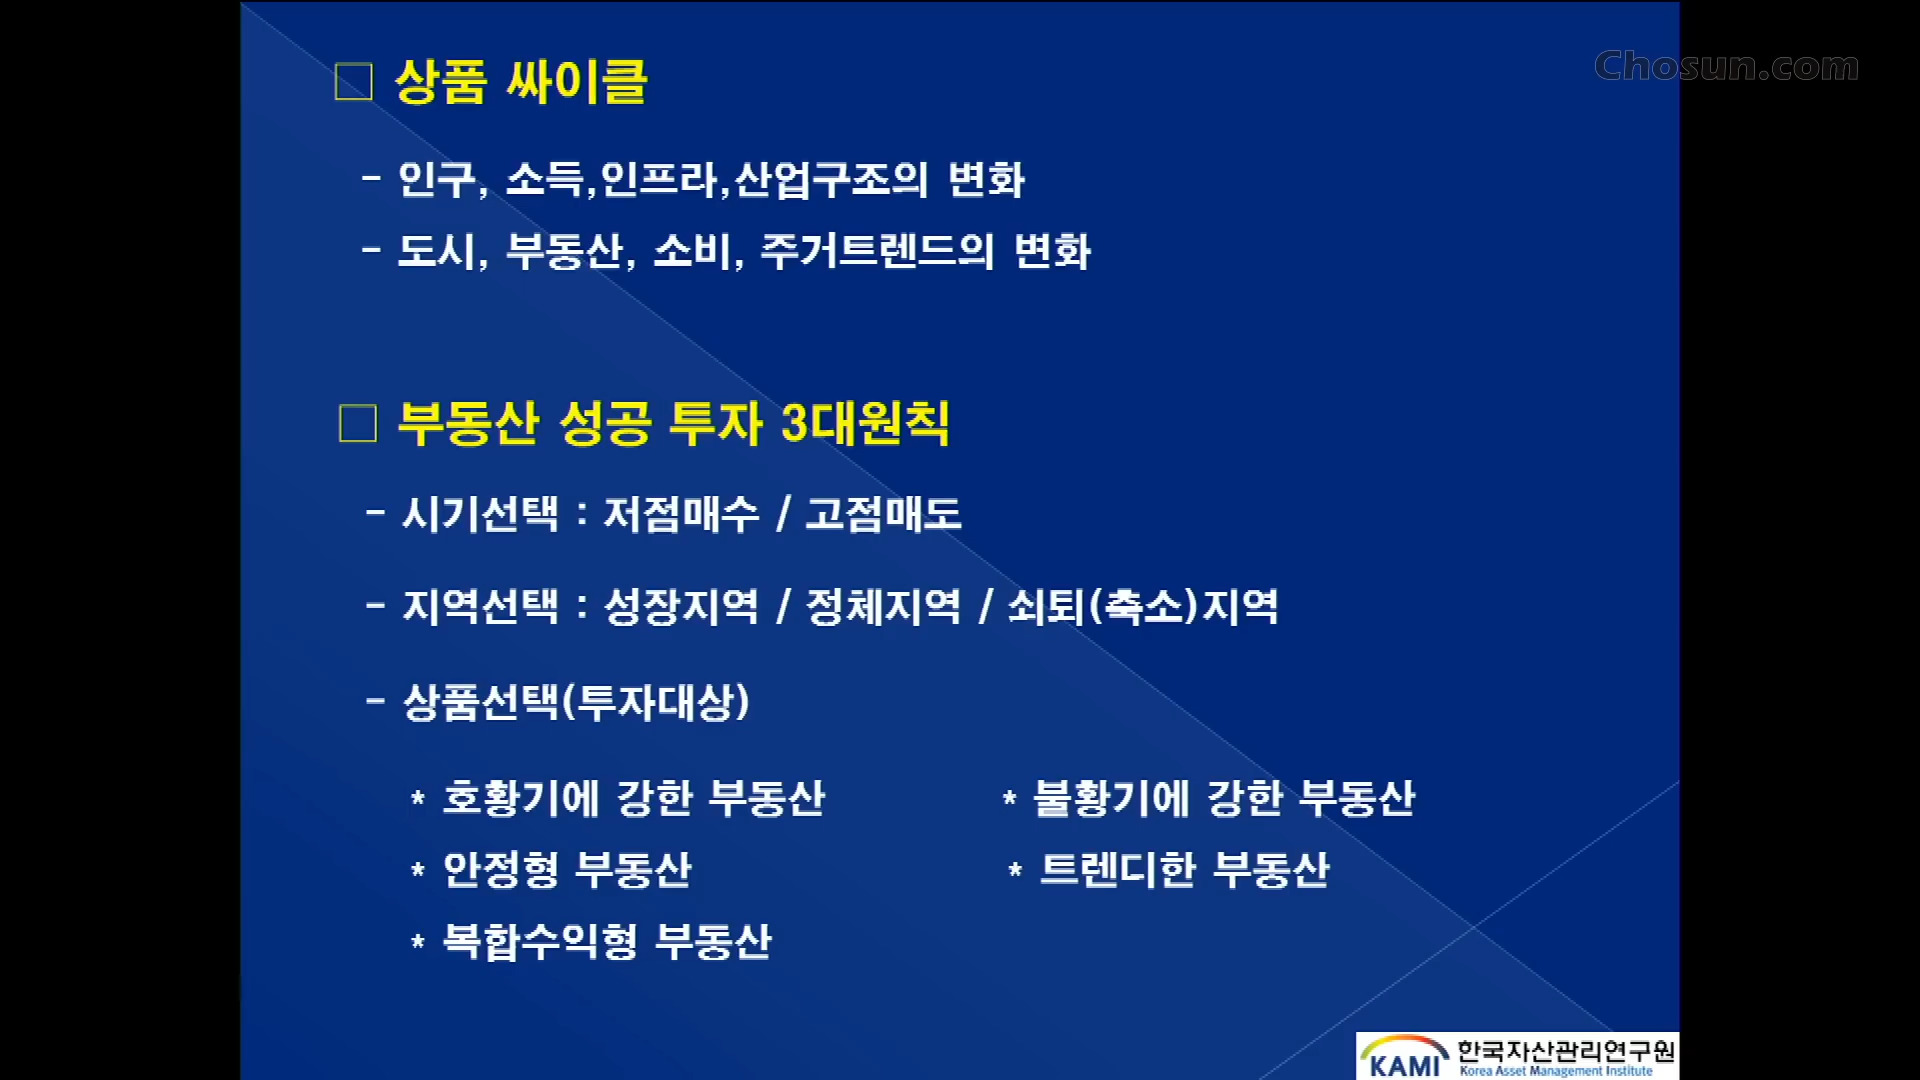 Chosun.com
□ 상품 싸이클
- 인구, 소득,인프라,산업구조의 변화
- 도시, 부동산, 소비, 주거트렌드의 변화
□ 부동산 성공 투자 3대원칙
- 시기선택 : 저점매수 / 고점매도
- 지역선택 : 성장지역 / 정체지역 / 쇠퇴(축소)지역
- 상품선택(투자대상)
* 호황기에 강한 부동산 * 불황기에 강한 부동산
* 안정형 부동산 * 트렌디한 부동산
* 복합수익형 부동산
KAMI 한국자산관리연구원
Korea Asset Management Institute